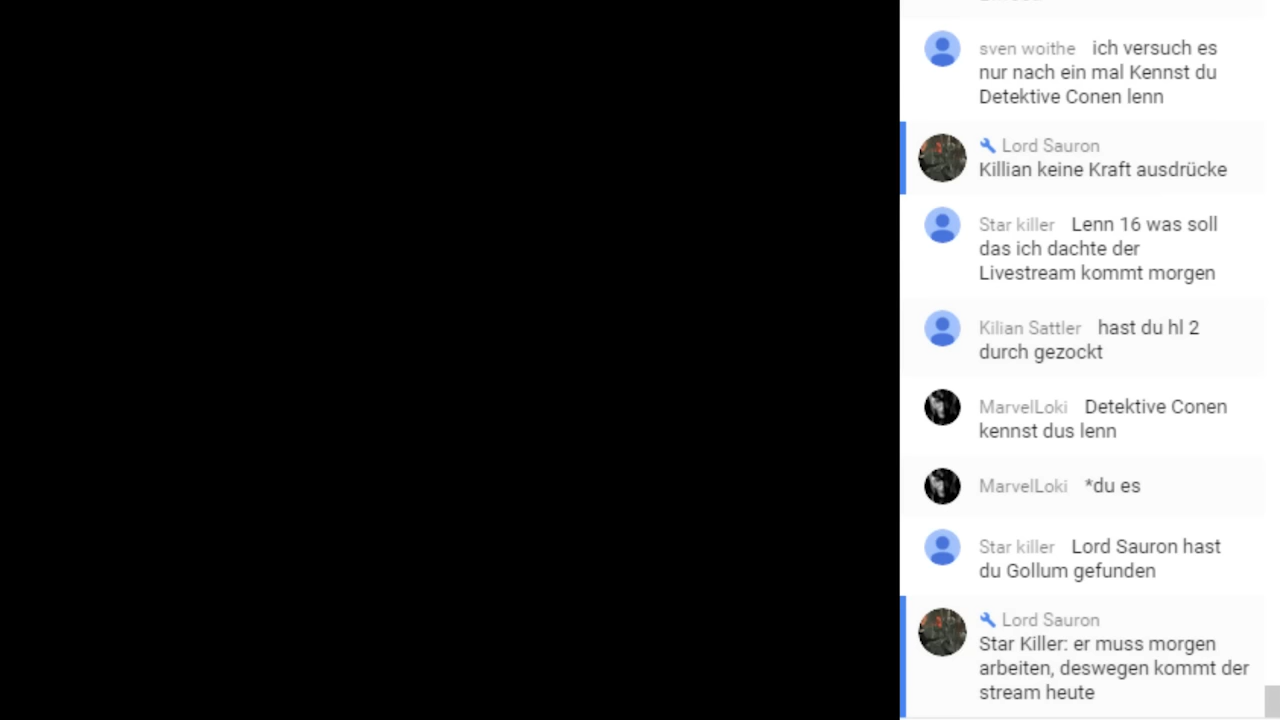 sven woithe ich versuch es
nur nach ein mal Kennst du
Detektive Conen lenn
Lord Sauron
Killian keine Kraft ausdrücke
Star killer Lenn 16 was soll
das ich dachte der
Livestream kommt morgen
Kilian Sattler hast du hl 2
durch gezockt
MarvelLoki Detektive Conen
kennst dus lenn
MarvelLoki *du es
Star killer Lord Sauron hast
du Gollum gefunden
Lord Sauron
Star Killer: er muss morgen
arbeiten, deswegen kommt der
stream heute